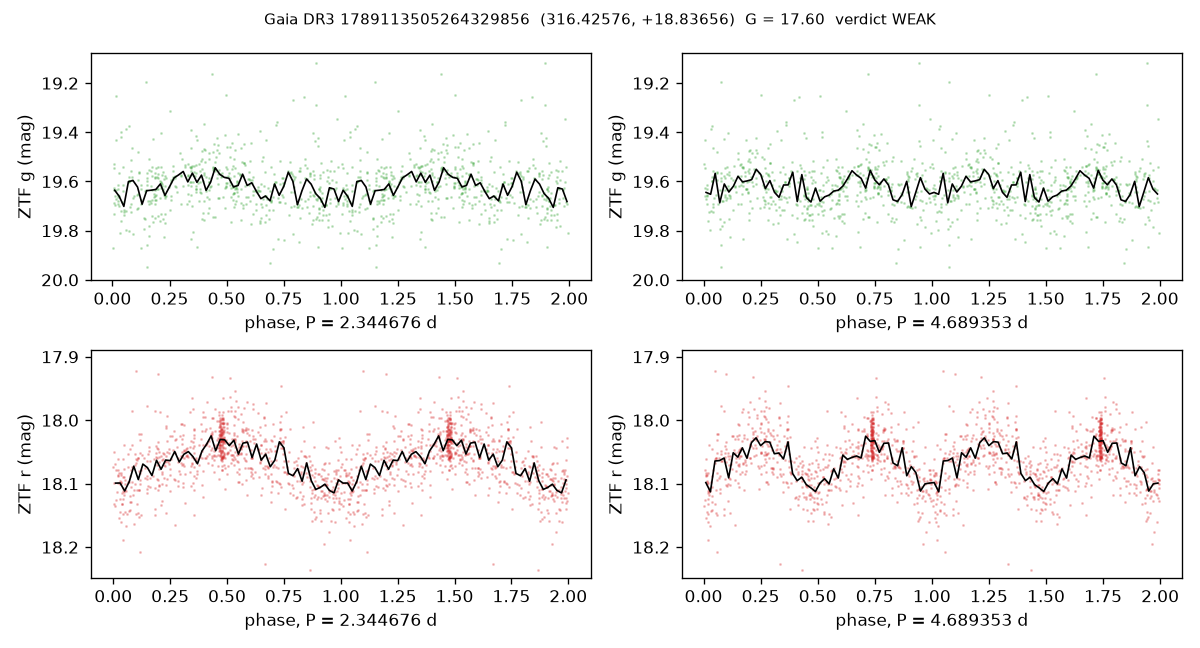 Gaia DR3 1789113505264329856 (316.42576, +18.83656) G = 17.60 verdict WEAK
ZTF g (mag)
19.2
19.4
19.6
19.8
20.0
0.00 0.25 0.50 0.75 1.00 1.25 1.50 1.75 2.00
phase, P = 2.344676 d
ZTF g (mag)
19.2
19.4
19.6
19.8
20.0
0.00 0.25 0.50 0.75 1.00 1.25 1.50 1.75 2.00
phase, P = 4.689353 d
ZTF r (mag)
17.9
18.0
18.1
18.2
0.00 0.25 0.50 0.75 1.00 1.25 1.50 1.75 2.00
phase, P = 2.344676 d
ZTF r (mag)
17.9
18.0
18.1
18.2
0.00 0.25 0.50 0.75 1.00 1.25 1.50 1.75 2.00
phase, P = 4.689353 d